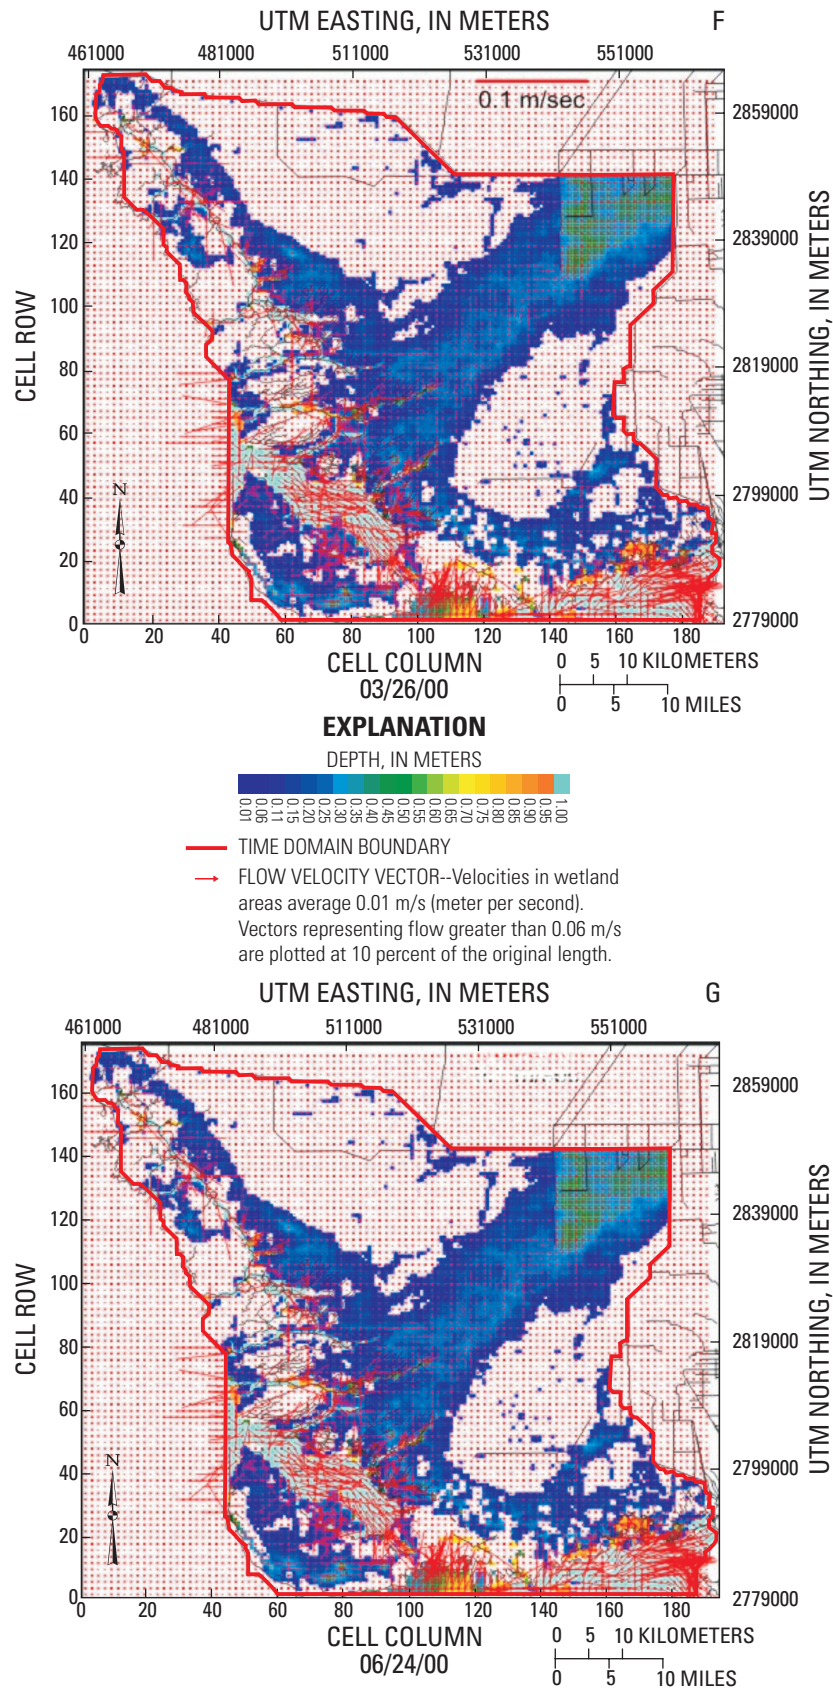 UTM EASTING, IN METERS F
461000 481000 511000 531000 551000
0.1 m/sec
160
140
120
100
80
60
40
20
0
CELL ROW
2859000
2839000
2819000
2799000
2779000
UTM NORTHING, IN METERS
N
0 20 40 60 80 100 120 140 160 180
CELL COLUMN
03/26/00
0 5 10 KILOMETERS
0 5 10 MILES
EXPLANATION
DEPTH, IN METERS
0.01 0.06 0.11 0.15 0.20 0.25 0.30 0.35 0.40 0.45 0.50 0.55 0.60 0.65 0.70 0.75 0.80 0.85 0.90 0.95 1.00
TIME DOMAIN BOUNDARY
FLOW VELOCITY VECTOR--Velocities in wetland
areas average 0.01 m/s (meter per second).
Vectors representing flow greater than 0.06 m/s
are plotted at 10 percent of the original length.
UTM EASTING, IN METERS G
461000 481000 511000 531000 551000
160
140
120
100
80
60
40
20
0
CELL ROW
2859000
2839000
2819000
2799000
2779000
UTM NORTHING, IN METERS
N
0 20 40 60 80 100 120 140 160 180
CELL COLUMN
06/24/00
0 5 10 KILOMETERS
0 5 10 MILES